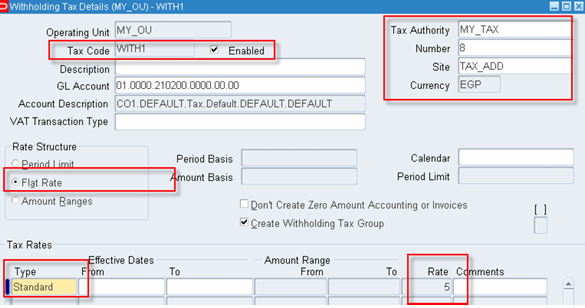 Withholding Tax Details (MY_OU) - WITH1
Operating Unit MY_OU
Tax Authority MY_TAX
Tax Code WITH1 Enabled
Number 8
Description
Site TAX_ADD
GL Account 01.0000.210200.0000.00.00
Currency EGP
Account Description CO1.DEFAULT.Tax.Default.DEFAULT.DEFAULT
VAT Transaction Type
Rate Structure
Period Limit
Period Basis
Calendar
Flat Rate
Amount Basis
Period Limit
Amount Ranges
Don't Create Zero Amount Accounting or Invoices
[ ]
Create Withholding Tax Group
Tax Rates
Effective Dates Amount Range
Type From To From To Rate Comments
Standard 5